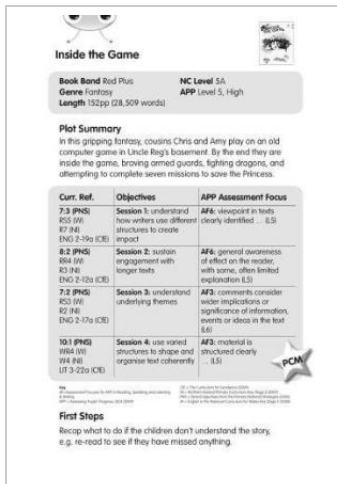 Inside the Game
Book Band Red Plus
NC Level 5A
Genre Fantasy
APP Level 5, High
Length 152pp (28,509 words)
Plot Summary
In this gripping fantasy, cousins Chris and Amy play on an old
computer game in Uncle Reg's basement. By the end they are
inside the game, braving armed guards, fighting dragons, and
attempting to complete seven missions to save the Princess.
Curr. Ref.
Objectives
APP Assessment Focus
7:3 (PNS)
RS5 (W)
R7 (NI)
ENG 2-19a (CfE)
Session 1: understand
how writers use different
structures to create
impact
AF6: viewpoint in texts
clearly identified … (L5)
8:2 (PNS)
RR4 (W)
R3 (NI)
ENG 2-12a (CfE)
Session 2: sustain
engagement with
longer texts
AF6: general awareness
of effect on the reader,
with some, often limited
explanation (L5)
7:2 (PNS)
RS3 (W)
R2 (NI)
ENG 2-17a (CfE)
Session 3: understand
underlying themes
AF3: comments consider
wider implications or
significance of information,
events or ideas in the text
(L6)
10:1 (PNS)
WR4 (W)
W4 (NI)
LIT 3-22a (CfE)
Session 4: use varied
structures to shape and
organise text coherently
AF3: material is
structured clearly
… (L5)
PCM
Key
First Steps
Recap what to do if the children don't understand the story,
e.g. re-read to see if they have missed anything.